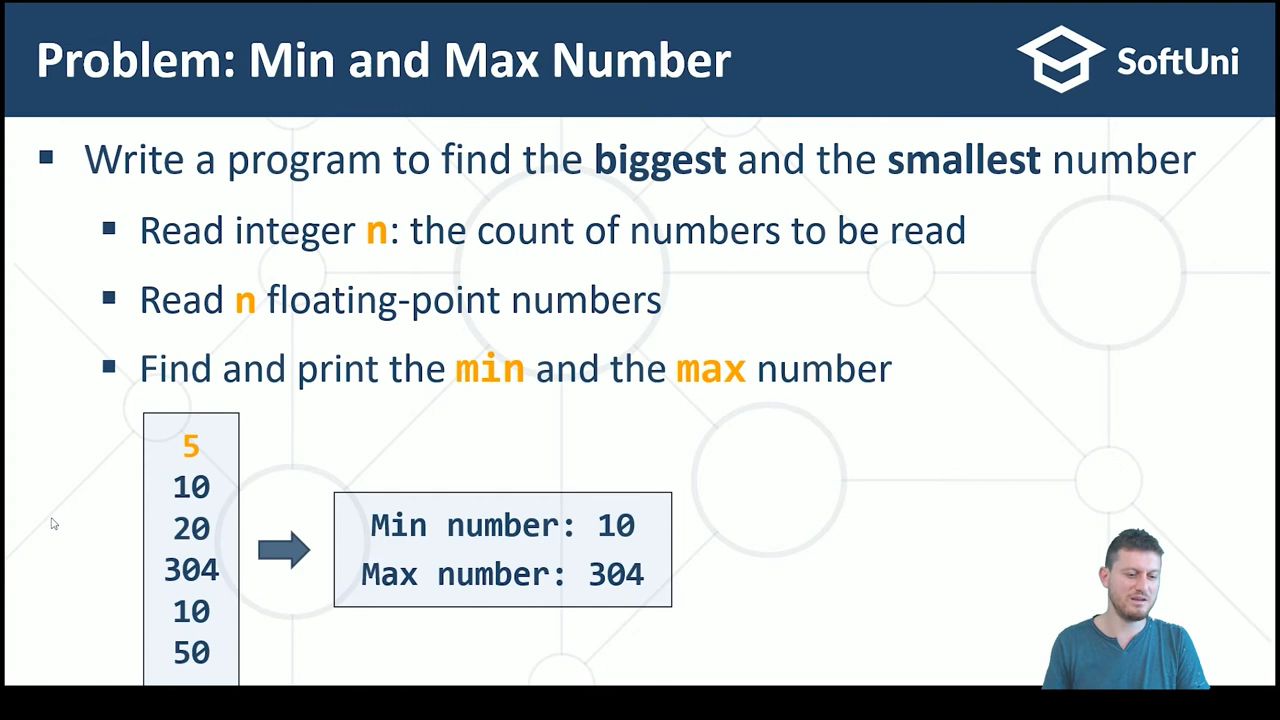 Problem: Min and Max Number
SoftUni
▪ Write a program to find the biggest and the smallest number
▪ Read integer n: the count of numbers to be read
▪ Read n floating-point numbers
▪ Find and print the min and the max number
5
10
20
304
10
50
Min number: 10
Max number: 304